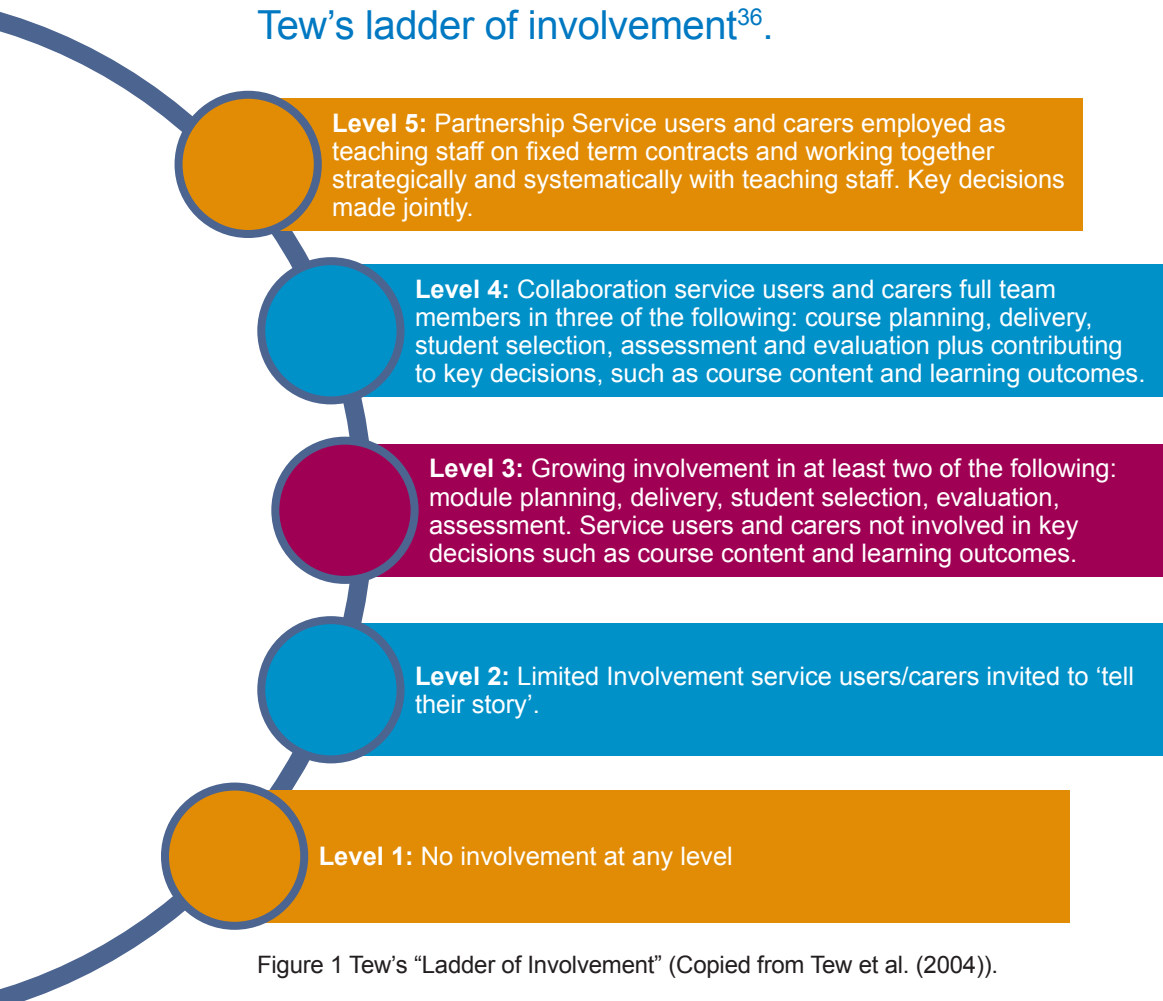 Tew’s ladder of involvement36.
Level 5: Partnership Service users and carers employed as
teaching staff on fixed term contracts and working together
strategically and systematically with teaching staff. Key decisions
made jointly.
Level 4: Collaboration service users and carers full team
members in three of the following: course planning, delivery,
student selection, assessment and evaluation plus contributing
to key decisions, such as course content and learning outcomes.
Level 3: Growing involvement in at least two of the following:
module planning, delivery, student selection, evaluation,
assessment. Service users and carers not involved in key
decisions such as course content and learning outcomes.
Level 2: Limited Involvement service users/carers invited to ‘tell
their story’.
Level 1: No involvement at any level
Figure 1 Tew’s “Ladder of Involvement” (Copied from Tew et al. (2004)).